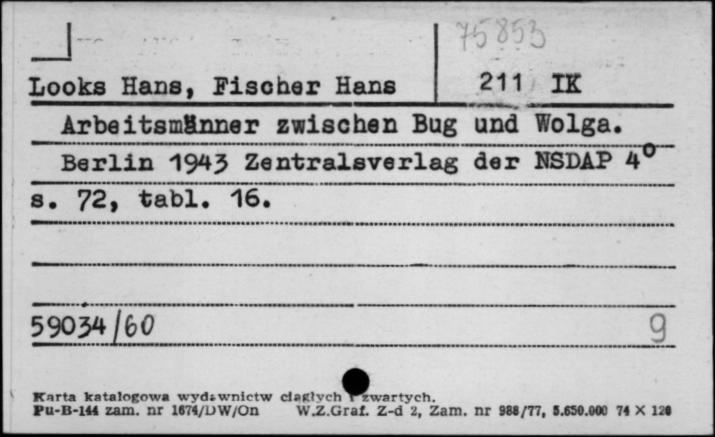 75853
Looks Hans, Fischer Hans 211 IK
Arbeitsmänner zwischen Bug und Wolga.
Berlin 1943 Zentralsverlag der NSDAP 4°
s. 72, tabl. 16.
59034/60 9
Karta katalogowa wydawnictw ciągłych i zwartych.
Pu-B-144 zam. nr 1674/DW/On W.Z.Graf. Z-d 2, Zam. nr 988/77, 5.650.000 74 × 120